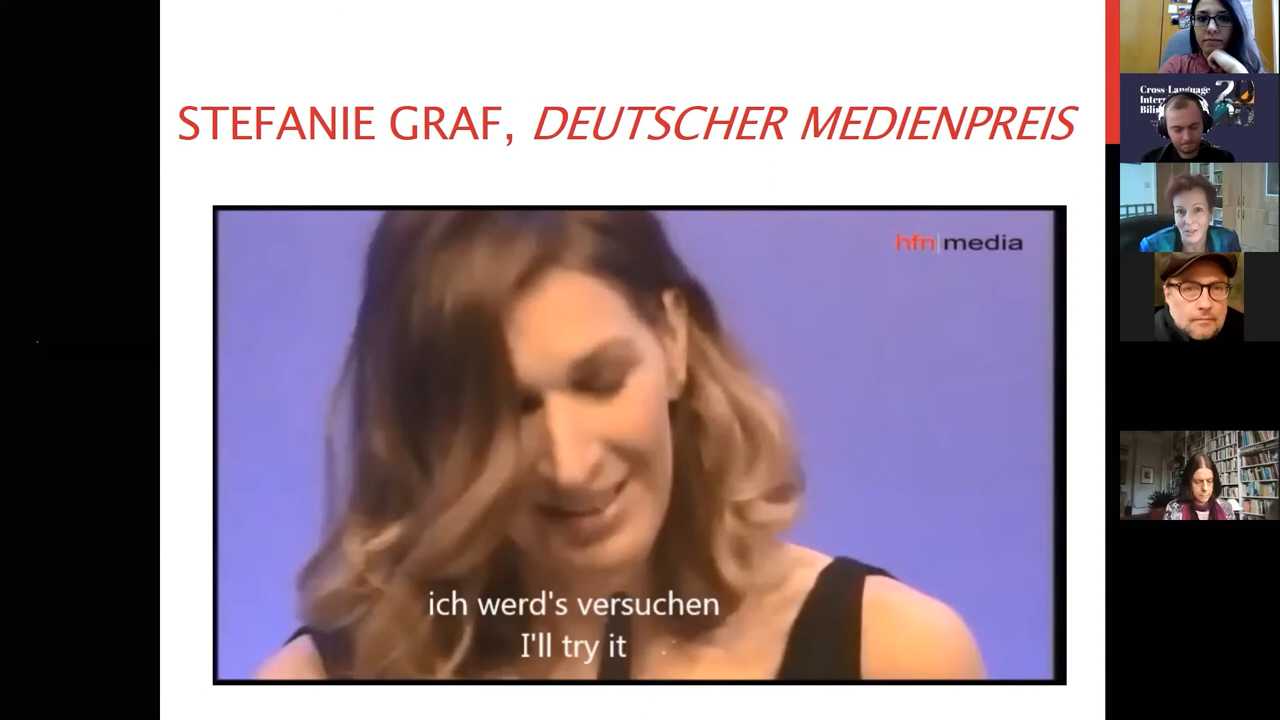 STEFANIE GRAF, DEUTSCHER MEDIENPREIS
hfn|media
ich werd's versuchen
I'll try it
Cross-Language